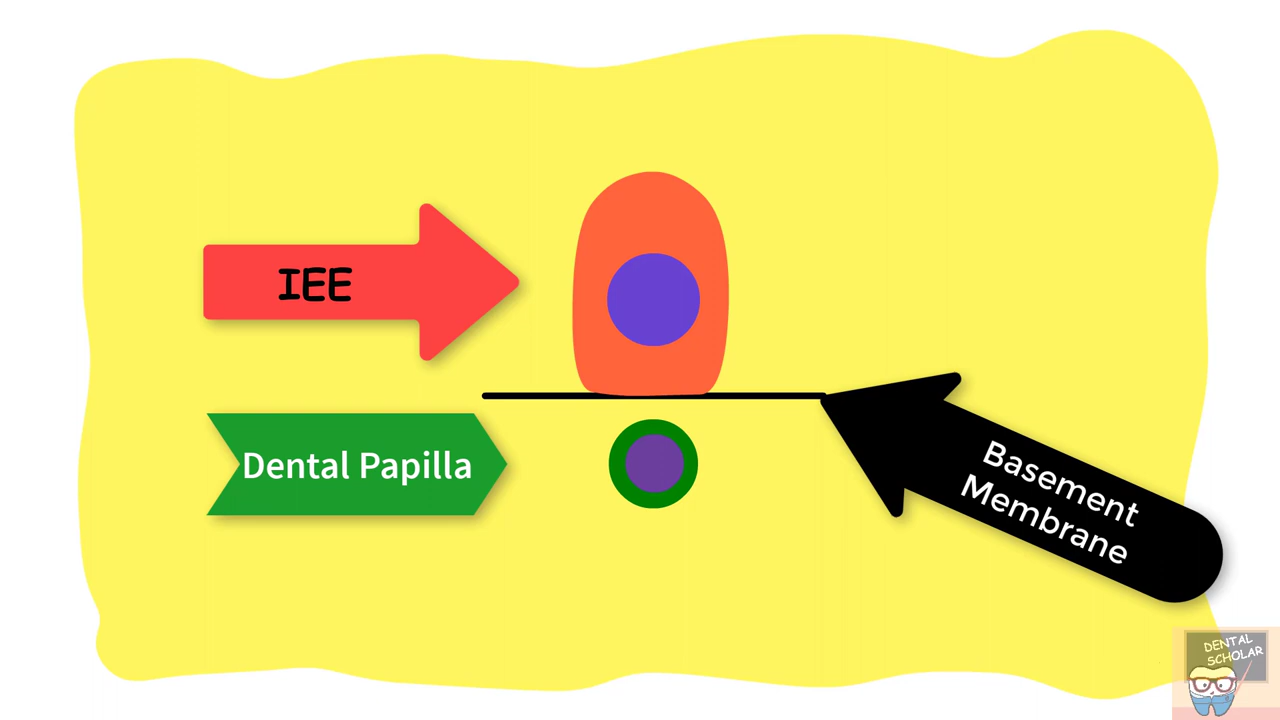 IEE
Dental Papilla
Basement
Membrane
DENTAL
SCHOLAR